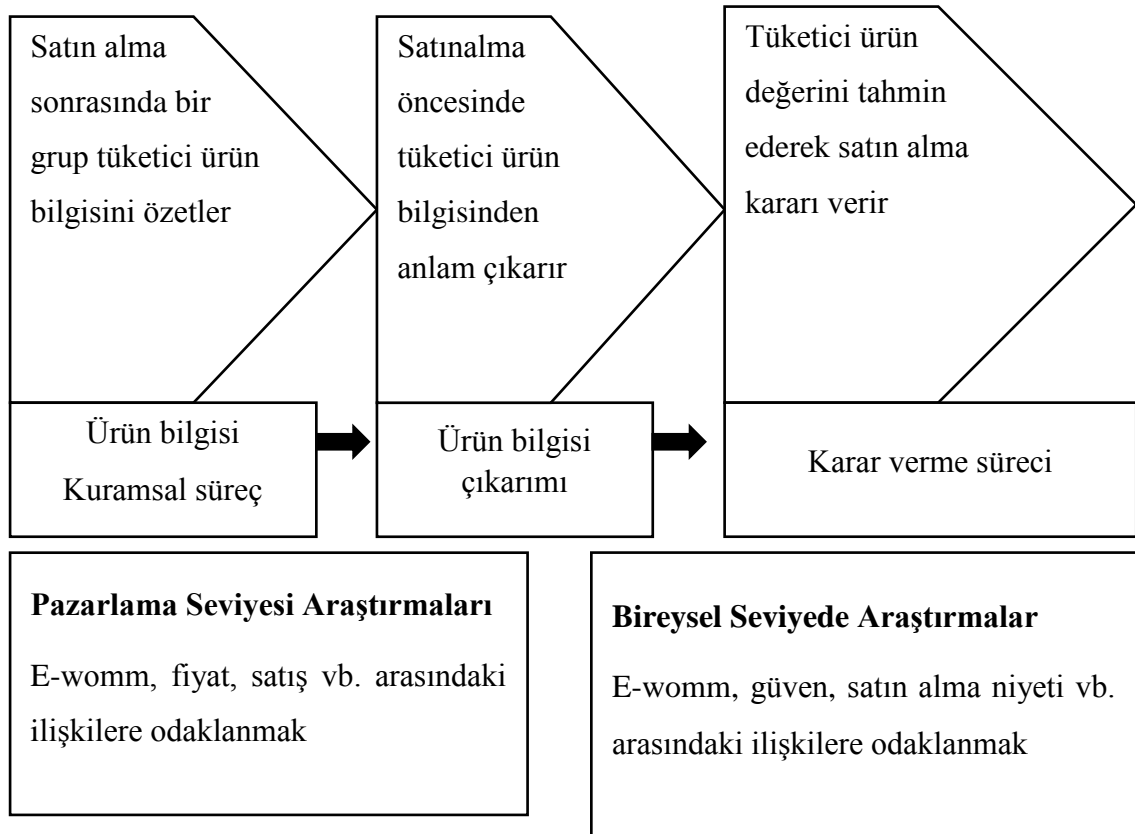 Satın alma
sonrasında bir
grup tüketici ürün
bilgisini özetler
Satınalma
öncesinde
tüketici ürün
bilgisinden
anlam çıkarır
Tüketici ürün
değerini tahmin
ederek satın alma
kararı verir
Ürün bilgisi
Kuramsal süreç
Ürün bilgisi
çıkarımı
Karar verme süreci
Pazarlama Seviyesi Araştırmaları
E-womm, fiyat, satış vb. arasındaki
ilişkilere odaklanmak
Bireysel Seviyede Araştırmalar
E-womm, güven, satın alma niyeti vb.
arasındaki ilişkilere odaklanmak